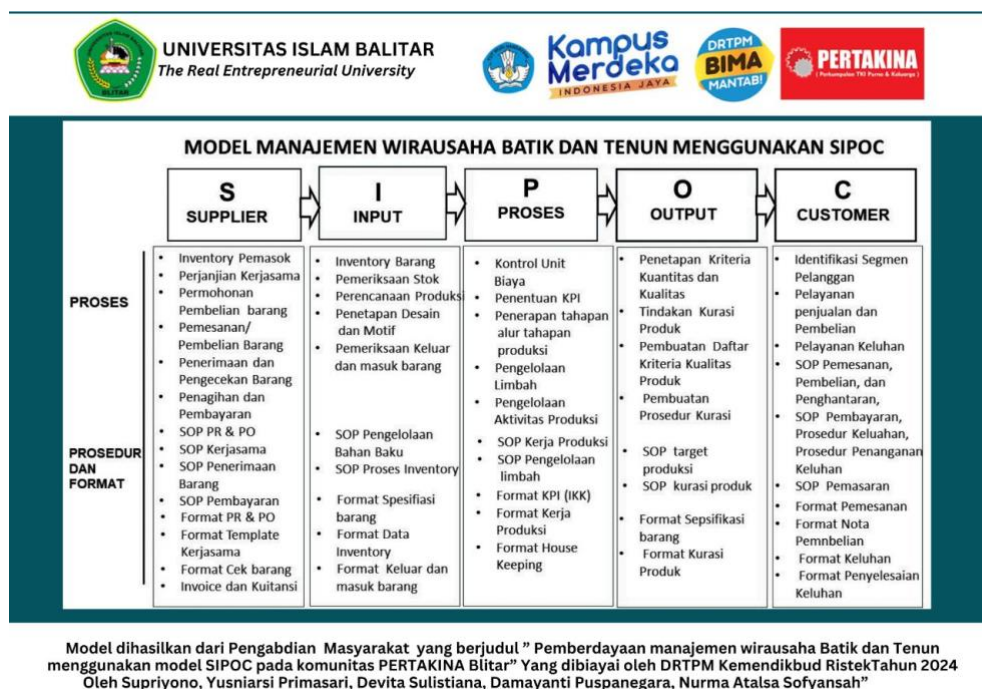 UNIVERSITAS ISLAM BALITAR
The Real Entrepreneurial University
BLITAR
Kampus
Merdeka
INDONESIA JAYA
DRTPM
BIMA
MANTAB!
PERTAKINA
( Perkumpulan TKI Purna & Keluarga )
MODEL MANAJEMEN WIRAUSAHA BATIK DAN TENUN MENGGUNAKAN SIPOC
S
SUPPLIER
I
INPUT
P
PROSES
O
OUTPUT
C
CUSTOMER
PROSES
PROSEDUR
DAN
FORMAT
• Inventory Pemasok
• Perjanjian Kerjasama
• Permohonan
Pembelian barang
• Pemesanan/
Pembelian Barang
• Penerimaan dan
Pengecekan Barang
• Penagihan dan
Pembayaran
• SOP PR & PO
• SOP Kerjasama
• SOP Penerimaan
Barang
• SOP Pembayaran
• Format PR & PO
• Format Template
Kerjasama
• Format Cek barang
• Invoice dan Kuitansi
• Inventory Barang
• Pemeriksaan Stok
• Perencanaan Produksi
• Penetapan Desain
dan Motif
• Pemeriksaan Keluar
dan masuk barang
• SOP Pengelolaan
Bahan Baku
• SOP Proses Inventory
• Format Spesifiasi
barang
• Format Data
Inventory
• Format Keluar dan
masuk barang
• Kontrol Unit
Biaya
• Penentuan KPI
• Penerapan tahapan
alur tahapan
produksi
• Pengelolaan
Limbah
• Pengelolaan
Aktivitas Produksi
• SOP Kerja Produksi
• SOP Pengelolaan
limbah
• Format KPI (IKK)
• Format Kerja
Produksi
• Format House
Keeping
• Penetapan Kriteria
Kuantitas dan
Kualitas
• Tindakan Kurasi
Produk
• Pembuatan Daftar
Kriteria Kualitas
Produk
• Pembuatan
Prosedur Kurasi
• SOP target
produksi
• SOP kurasi produk
• Format Sepsifikasi
barang
• Format Kurasi
Produk
• Identifikasi Segmen
Pelanggan
• Pelayanan
penjualan dan
Pembelian
• Pelayanan Keluhan
• SOP Pemesanan,
Pembelian, dan
Penghantaran,
• SOP Pembayaran,
Prosedur Keluahan,
Prosedur Penanganan
Keluhan
• SOP Pemasaran
• Format Pemesanan
• Format Nota
Pemnbelian
• Format Keluhan
• Format Penyelesaian
Keluhan
Model dihasilkan dari Pengabdian Masyarakat yang berjudul " Pemberdayaan manajemen wirausaha Batik dan Tenun
menggunakan model SIPOC pada komunitas PERTAKINA Blitar" Yang dibiayai oleh DRTPM Kemendikbud RistekTahun 2024
Oleh Supriyono, Yusniarsi Primasari, Devita Sulistiana, Damayanti Puspanegara, Nurma Atalsa Sofyansah"